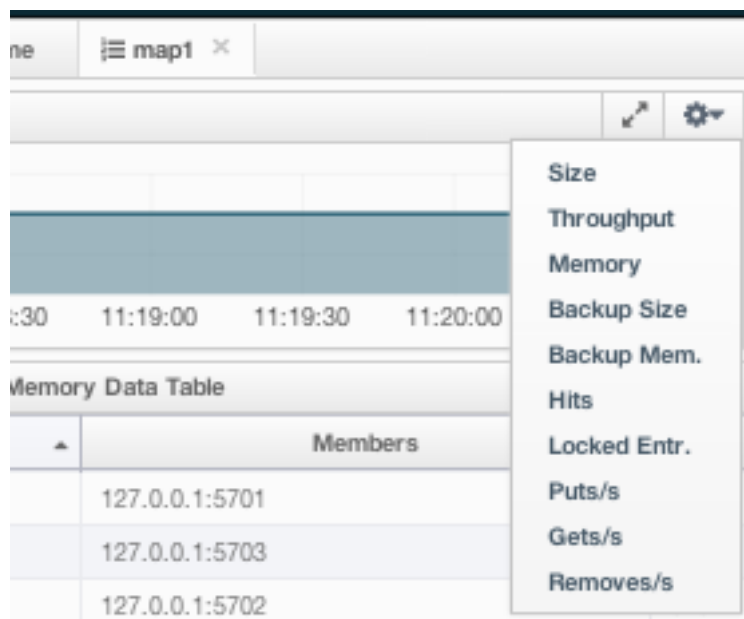 map1
Size
Throughput
Memory
Backup Size
Backup Mem.
Hits
Locked Entr.
Puts/s
Gets/s
Removes/s
:30 11:19:00 11:19:30 11:20:00
Memory Data Table
Members
127.0.0.1:5701
127.0.0.1:5703
127.0.0.1:5702